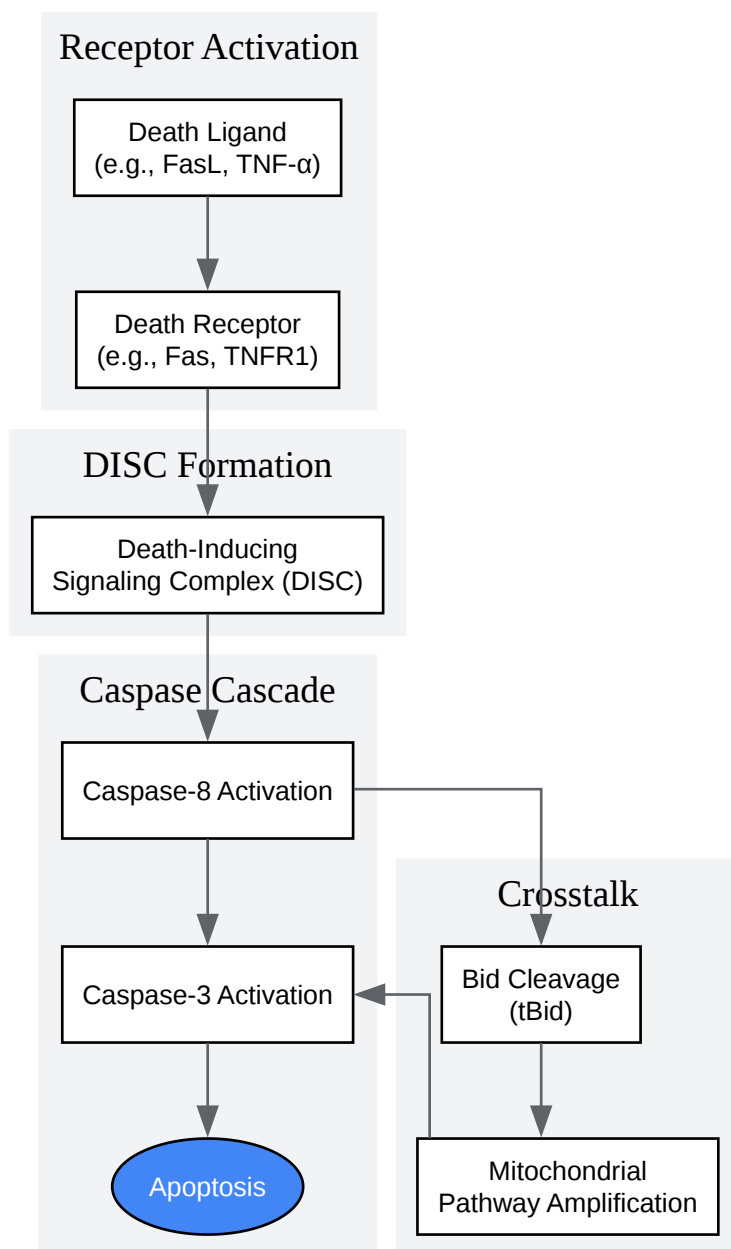 Receptor Activation
Death Ligand
(e.g., FasL, TNF-α)
Death Receptor
(e.g., Fas, TNFR1)
DISC Formation
Death-Inducing
Signaling Complex (DISC)
Caspase Cascade
Caspase-8 Activation
Crosstalk
Caspase-3 Activation
Bid Cleavage
(tBid)
Apoptosis
Mitochondrial
Pathway Amplification